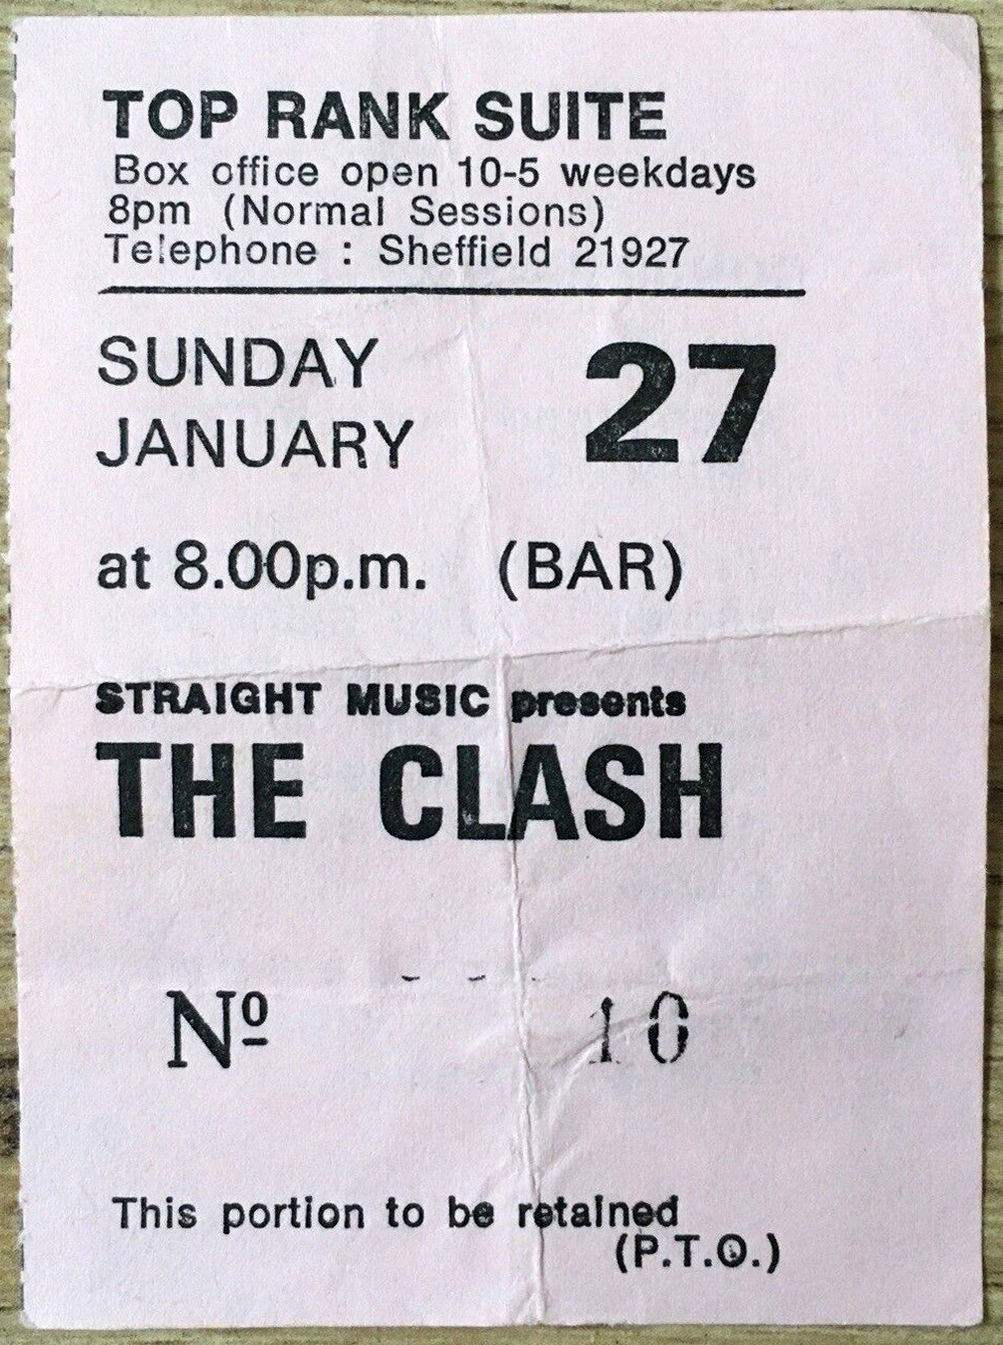 TOP RANK SUITE
Box office open 10-5 weekdays
8pm (Normal Sessions)
Telephone : Sheffield 21927
SUNDAY
JANUARY
27
at 8.00p.m. (BAR)
STRAIGHT MUSIC presents
THE CLASH
Nº 10
This portion to be retained
(P.T.O.)